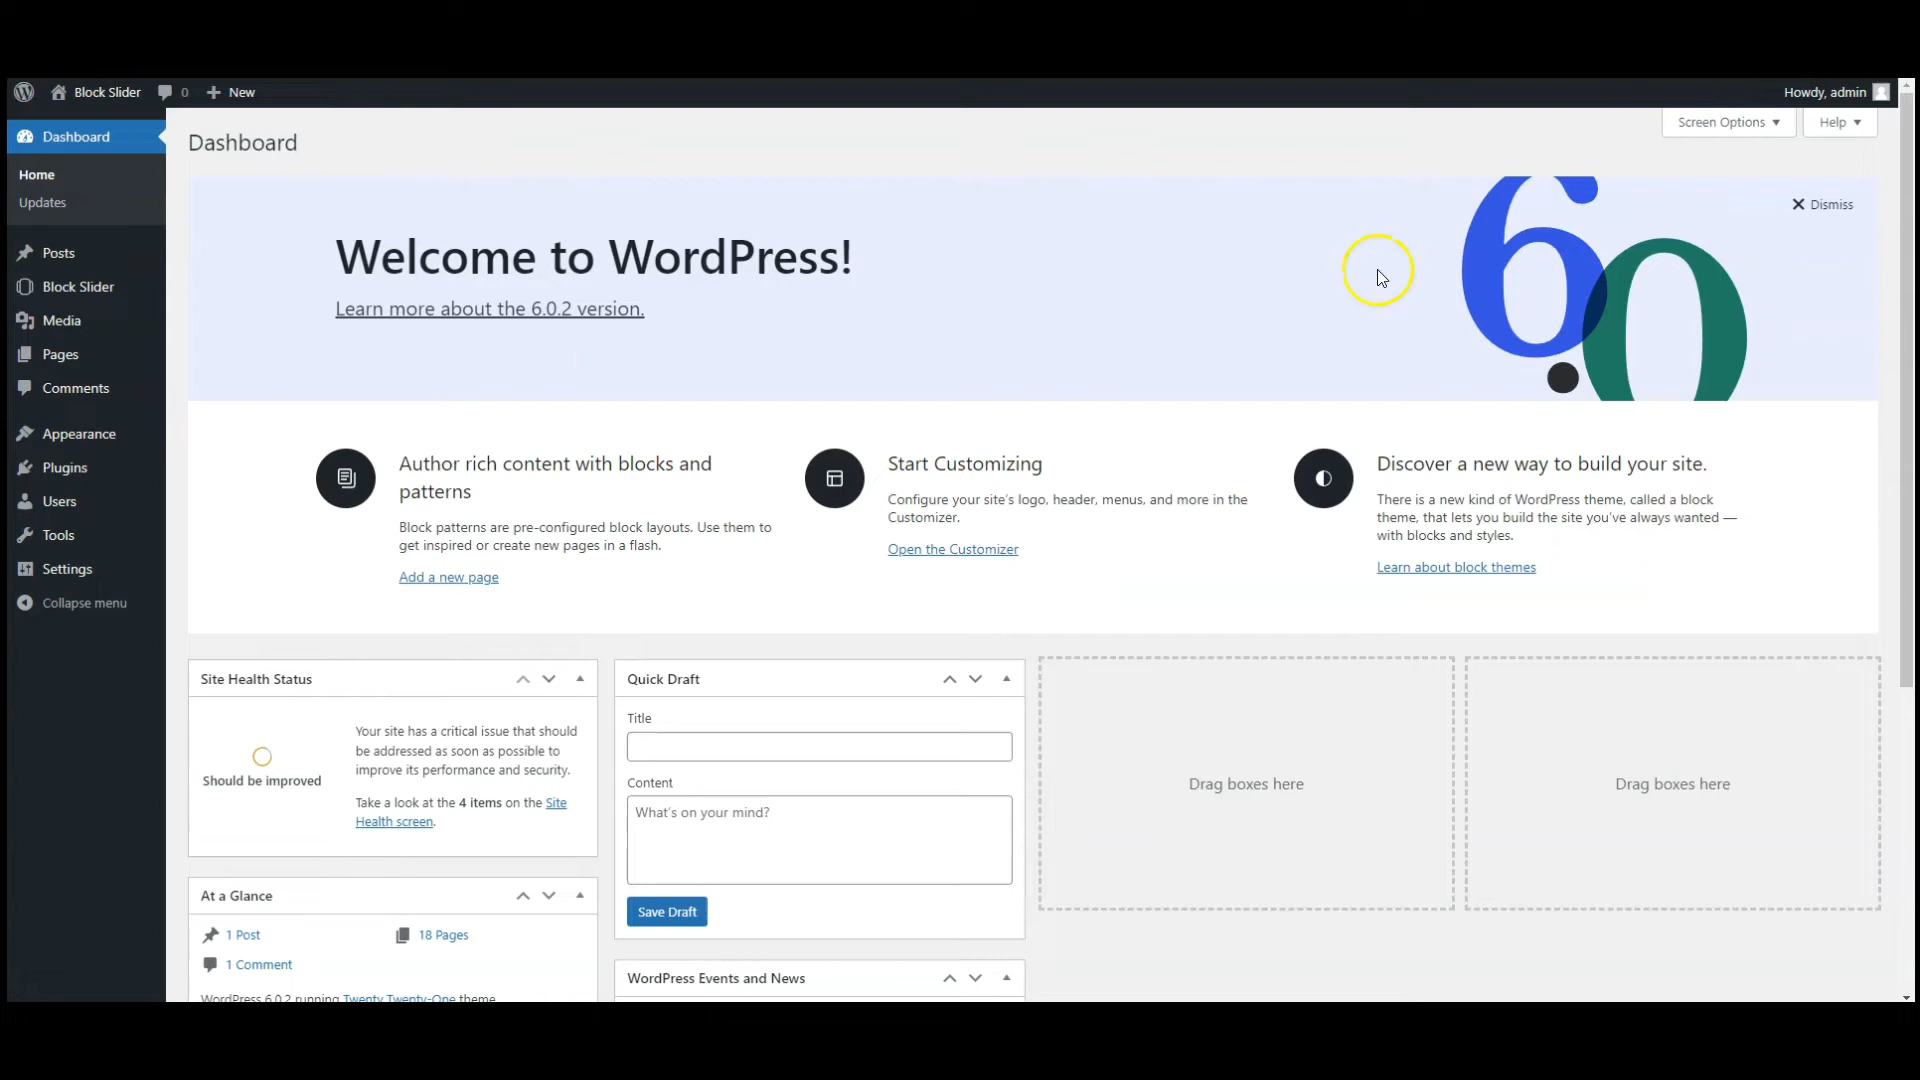 Block Slider
0
New
Howdy, admin
Dashboard
Home
Updates
Posts
Block Slider
Media
Pages
Comments
Appearance
Plugins
Users
Tools
Settings
Collapse menu
Dashboard
Screen Options
Help
Welcome to WordPress!
Learn more about the 6.0.2 version.
60
Dismiss
Author rich content with blocks and
patterns
Block patterns are pre-configured block layouts. Use them to
get inspired or create new pages in a flash.
Add a new page
Start Customizing
Configure your site's logo, header, menus, and more in the
Customizer.
Open the Customizer
Discover a new way to build your site.
There is a new kind of WordPress theme, called a block
theme, that lets you build the site you've always wanted —
with blocks and styles.
Learn about block themes
Site Health Status
Should be improved
Your site has a critical issue that should
be addressed as soon as possible to
improve its performance and security.
Take a look at the 4 items on the Site
Health screen.
At a Glance
1 Post
18 Pages
1 Comment
WordPress 6.0.2 running Twenty Twenty-One theme
Quick Draft
Title
Content
What's on your mind?
Save Draft
WordPress Events and News
Drag boxes here
Drag boxes here